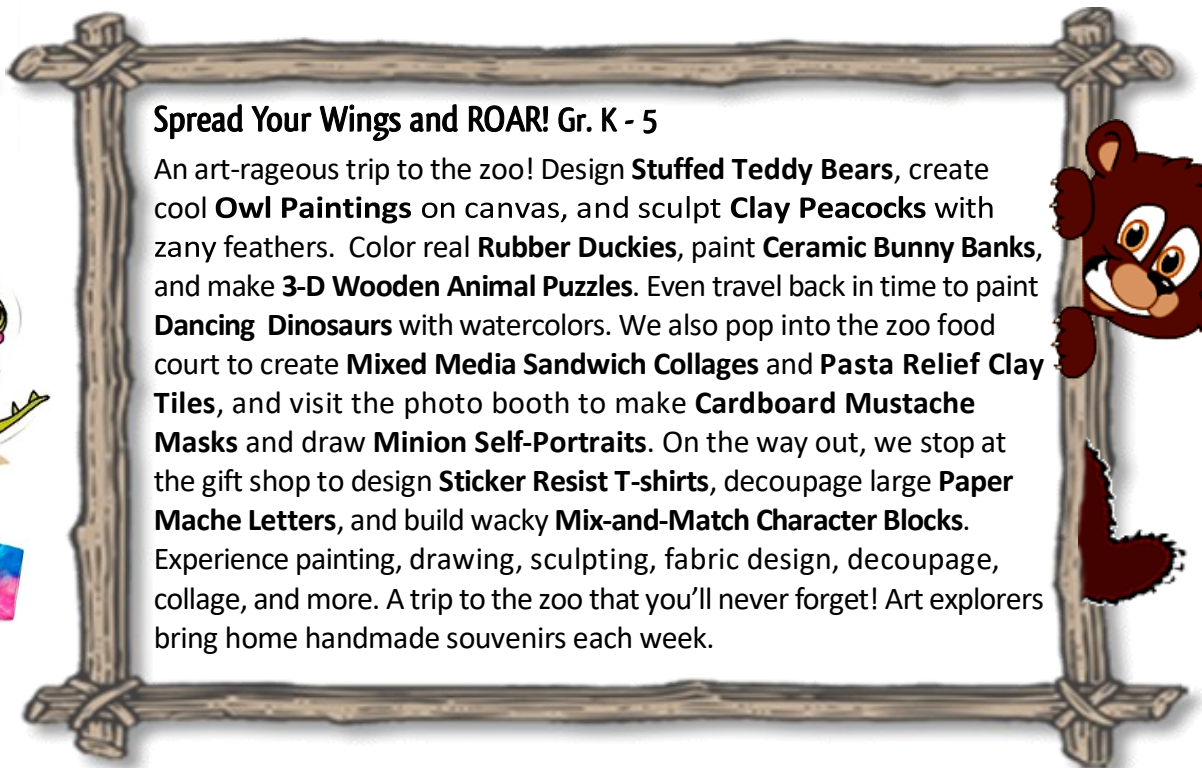 Spread Your Wings and ROAR! Gr. K - 5
An art-rageous trip to the zoo! Design Stuffed Teddy Bears, create
cool Owl Paintings on canvas, and sculpt Clay Peacocks with
zany feathers. Color real Rubber Duckies, paint Ceramic Bunny Banks,
and make 3-D Wooden Animal Puzzles. Even travel back in time to paint
Dancing Dinosaurs with watercolors. We also pop into the zoo food
court to create Mixed Media Sandwich Collages and Pasta Relief Clay
Tiles, and visit the photo booth to make Cardboard Mustache
Masks and draw Minion Self-Portraits. On the way out, we stop at
the gift shop to design Sticker Resist T-shirts, decoupage large Paper
Mache Letters, and build wacky Mix-and-Match Character Blocks.
Experience painting, drawing, sculpting, fabric design, decoupage,
collage, and more. A trip to the zoo that you’ll never forget! Art explorers
bring home handmade souvenirs each week.